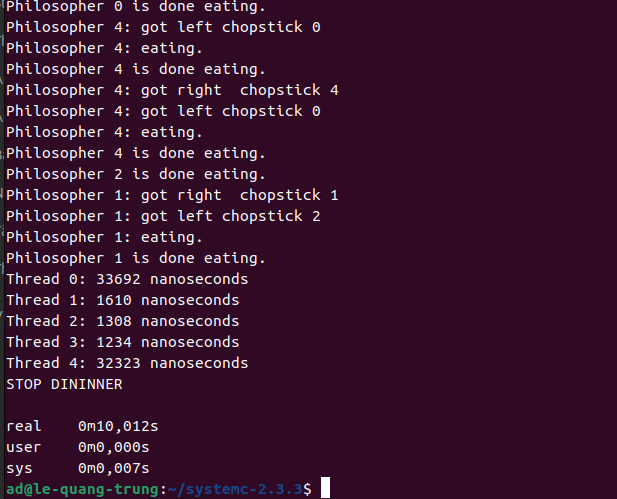 Philosopher 0 is done eating.
Philosopher 4: got left chopstick 0
Philosopher 4: eating.
Philosopher 4 is done eating.
Philosopher 4: got right  chopstick 4
Philosopher 4: got left chopstick 0
Philosopher 4: eating.
Philosopher 4 is done eating.
Philosopher 2 is done eating.
Philosopher 1: got right  chopstick 1
Philosopher 1: got left chopstick 2
Philosopher 1: eating.
Philosopher 1 is done eating.
Thread 0: 33692 nanoseconds
Thread 1: 1610 nanoseconds
Thread 2: 1308 nanoseconds
Thread 3: 1234 nanoseconds
Thread 4: 32323 nanoseconds
STOP DININNER

real	0m10,012s
user	0m0,000s
sys	0m0,007s
ad@le-quang-trung:~/systemc-2.3.3$